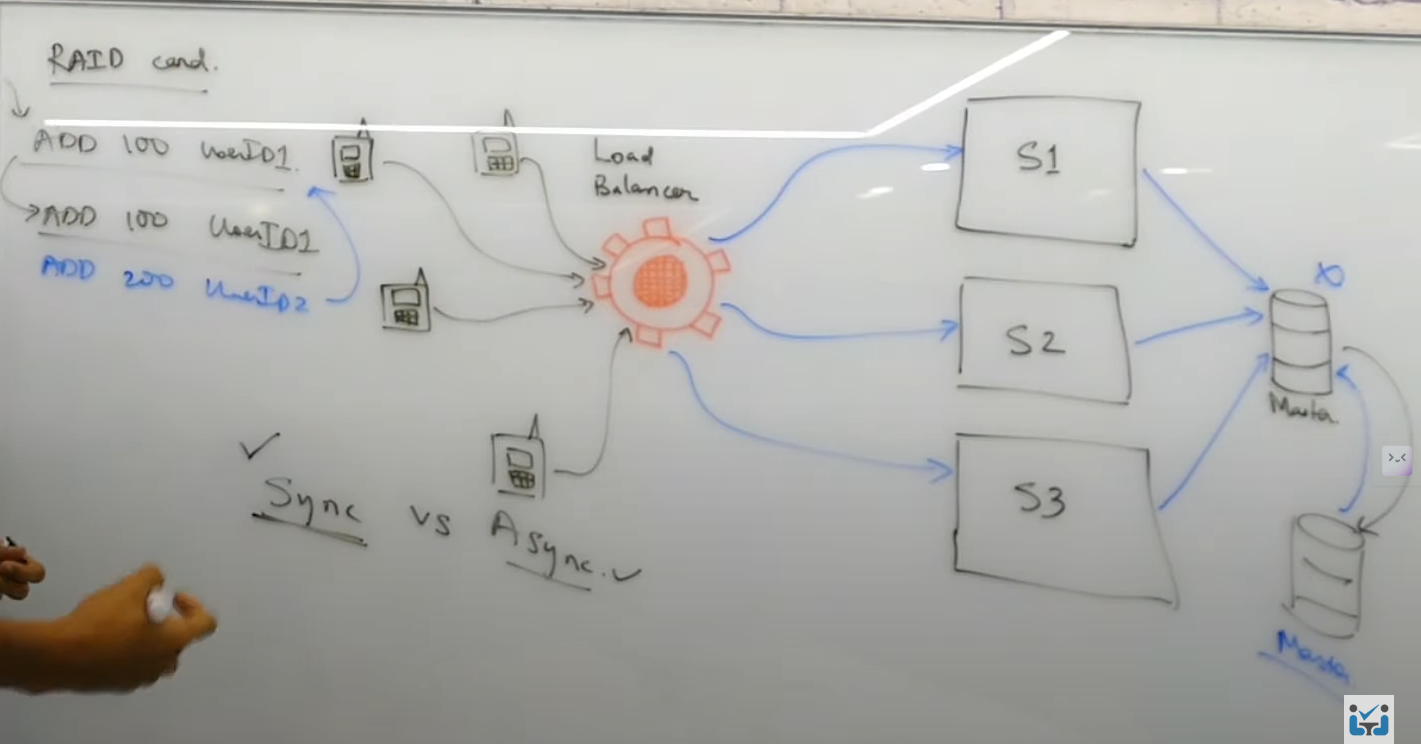 RAID card.
ADD 100 UserID1.
ADD 100 UserID1
ADD 200 UserID2
Load
Balancer
S1
S2
S3
Master
Master
Sync vs Async.